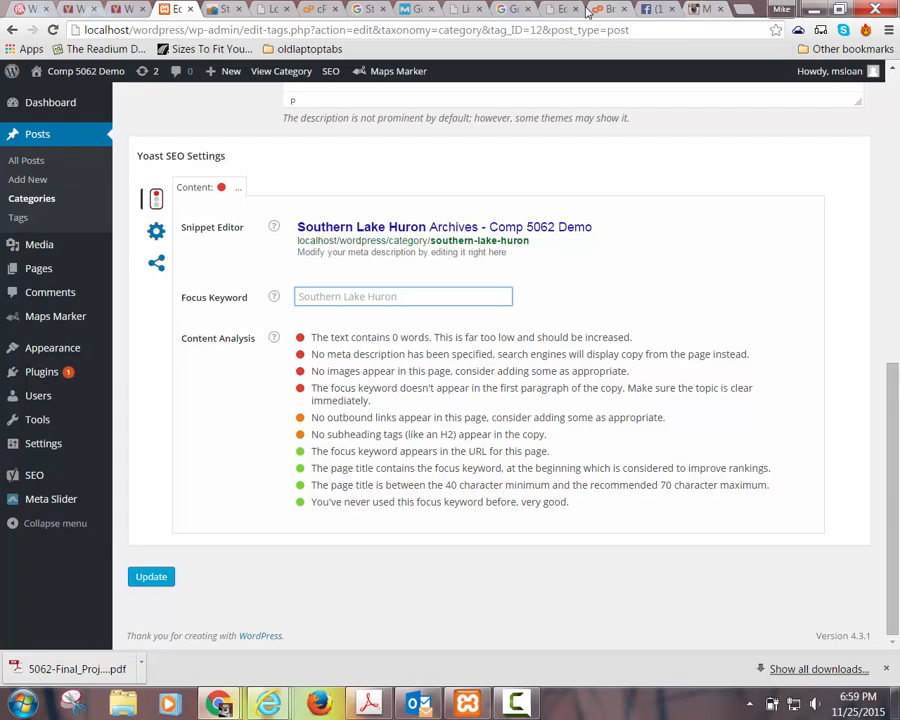 W
W
W
Ec
St
Lo
cF
St
Go
Li
Go
Ec
Br
(1
M
Mike
localhost/wordpress/wp-admin/edit-tags.php?action=edit&taxonomy=category&tag_ID=12&post_type=post
Apps
The Readium D...
Sizes To Fit You...
oldlaptoptabs
Other bookmarks
Comp 5062 Demo
2
0
New
View Category
SEO
Maps Marker
Howdy, msloan
Dashboard
Posts
All Posts
Add New
Categories
Tags
Media
Pages
Comments
Maps Marker
Appearance
Plugins 1
Users
Tools
Settings
SEO
Meta Slider
Collapse menu
p
The description is not prominent by default; however, some themes may show it.
Yoast SEO Settings
Content: ...
Snippet Editor ?
Southern Lake Huron Archives - Comp 5062 Demo
localhost/wordpress/category/southern-lake-huron
Modify your meta description by editing it right here
Focus Keyword ? Southern Lake Huron
Content Analysis ?
The text contains 0 words. This is far too low and should be increased.
No meta description has been specified, search engines will display copy from the page instead.
No images appear in this page, consider adding some as appropriate.
The focus keyword doesn't appear in the first paragraph of the copy. Make sure the topic is clear
immediately.
No outbound links appear in this page, consider adding some as appropriate.
No subheading tags (like an H2) appear in the copy.
The focus keyword appears in the URL for this page.
The page title contains the focus keyword, at the beginning which is considered to improve rankings.
The page title is between the 40 character minimum and the recommended 70 character maximum.
You've never used this focus keyword before, very good.
Update
Thank you for creating with WordPress.
Version 4.3.1
5062-Final_Proj....pdf
Show all downloads...
6:59 PM
11/25/2015